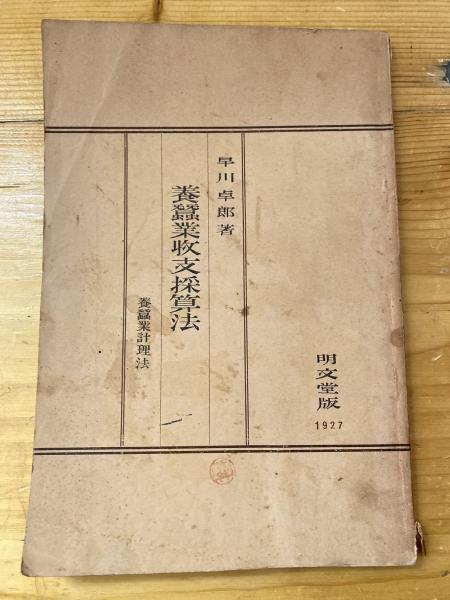 明文堂版
1927
早川卓郎著
養蠶業收支採算法
養蠶業計理法